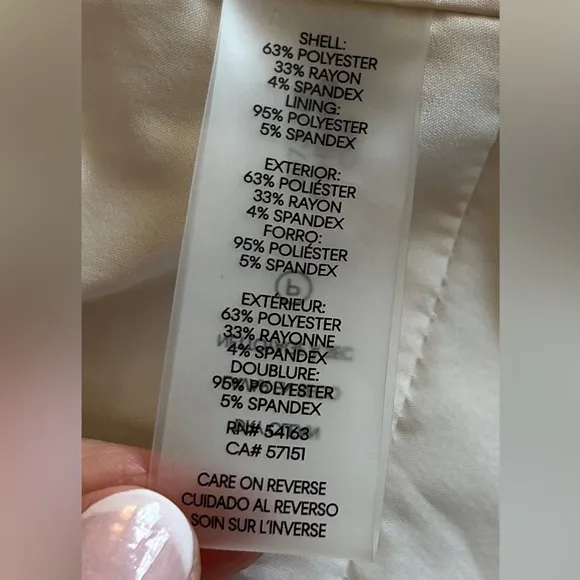 SHELL:
63% POLYESTER
33% RAYON
4% SPANDEX
LINING:
95% POLYESTER
5% SPANDEX
EXTERIOR:
63% POLIÉSTER
33% RAYON
4% SPANDEX
FORRO:
95% POLIÉSTER
5% SPANDEX
EXTÉRIEUR:
63% POLYESTER
33% RAYONNE
4% SPANDEX
DOUBLURE:
95% POLYESTER
5% SPANDEX
RN# 54163
CA# 57151
CARE ON REVERSE
CUIDADO AL REVERSO
SOIN SUR L'INVERSE